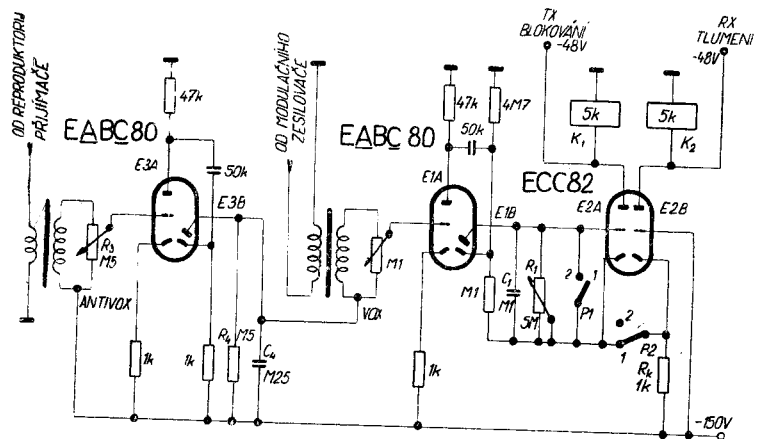 OD REPRODUKTORU
PŘIJÍMAČE
47k
EABC80
E3A
50k
E3B
R3
M5
ANTIVOX
1k
1k
R4 M5
C4
M25
OD MODULAČNÍHO
ZESILOVAČE
EABC 80
47k
4M7
50k
E1A
E1B
M1
VOX
1k
M1
C1
M1
R1
5M
TX
BLOKOVÁNÍ
-48V
RX
TLUMENÍ
-48V
5k
K1
5k
K2
ECC82
E2A
E2B
2
1
P1
2
1
P2
Rk
1k
-150V